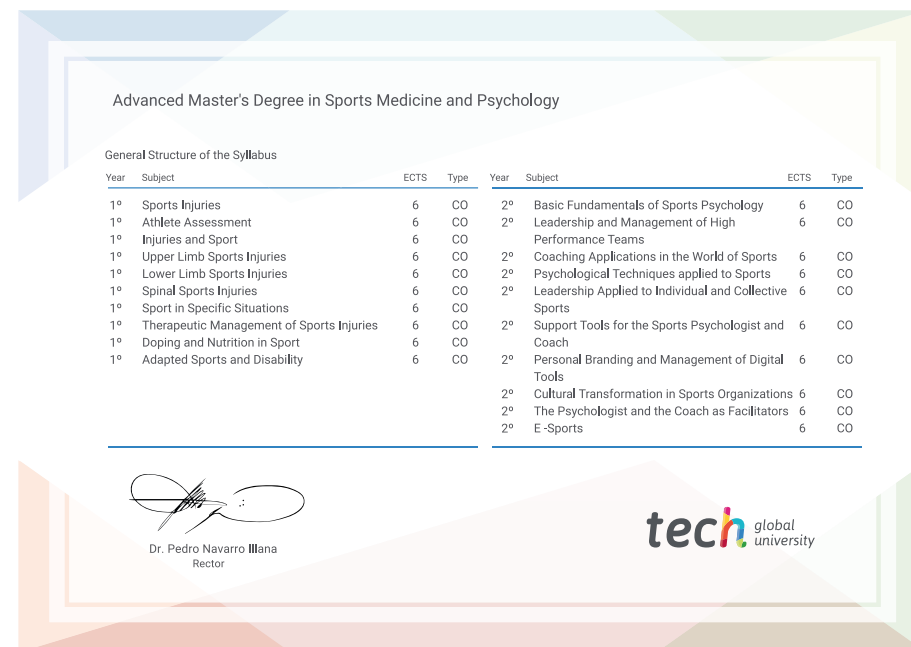 Advanced Master's Degree in Sports Medicine and Psychology
General Structure of the Syllabus
Year Subject ECTS Type
1º Sports Injuries 6 CO
1º Athlete Assessment 6 CO
1º Injuries and Sport 6 CO
1º Upper Limb Sports Injuries 6 CO
1º Lower Limb Sports Injuries 6 CO
1º Spinal Sports Injuries 6 CO
1º Sport in Specific Situations 6 CO
1º Therapeutic Management of Sports Injuries 6 CO
1º Doping and Nutrition in Sport 6 CO
1º Adapted Sports and Disability 6 CO
Year Subject ECTS Type
2º Basic Fundamentals of Sports Psychology 6 CO
2º Leadership and Management of High 6 CO
Performance Teams
2º Coaching Applications in the World of Sports 6 CO
2º Psychological Techniques applied to Sports 6 CO
2º Leadership Applied to Individual and Collective 6 CO
Sports
2º Support Tools for the Sports Psychologist and 6 CO
Coach
2º Personal Branding and Management of Digital 6 CO
Tools
2º Cultural Transformation in Sports Organizations 6 CO
2º The Psychologist and the Coach as Facilitators 6 CO
2º E -Sports 6 CO
Dr. Pedro Navarro Illana
Rector
tech global
university